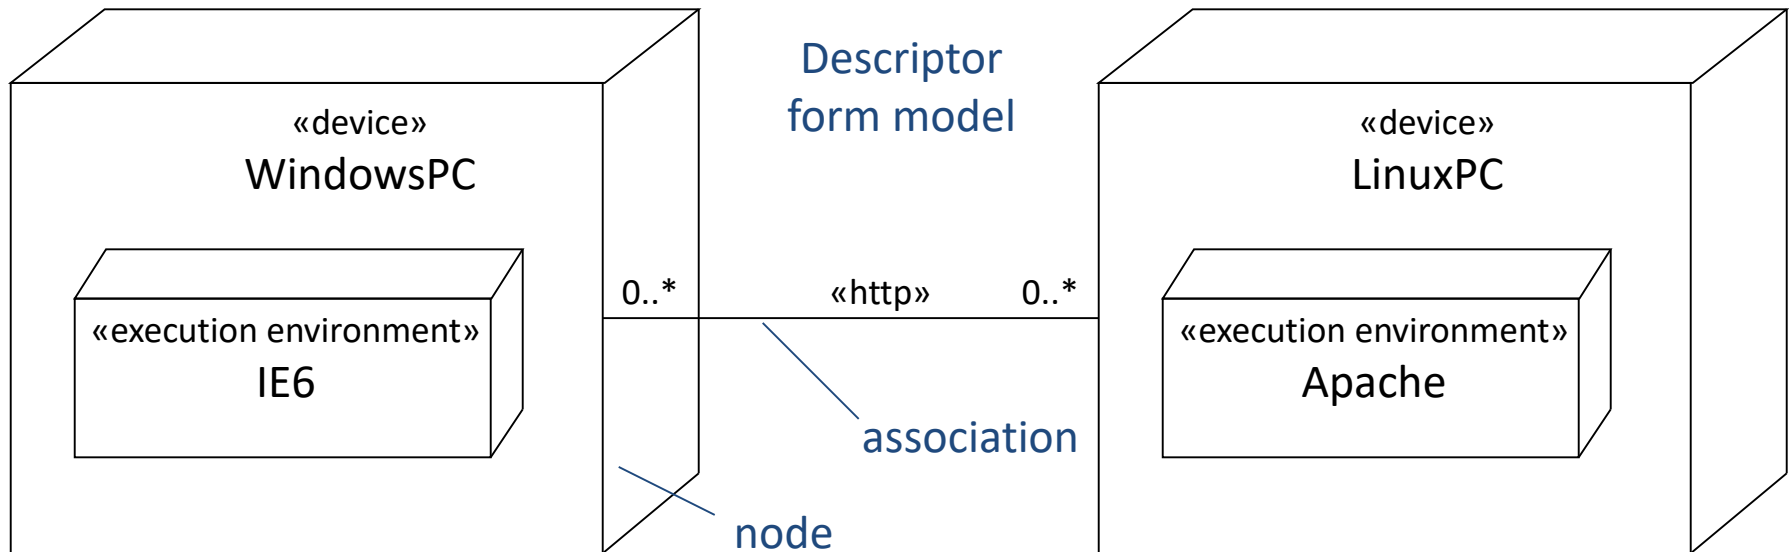 Descriptor
form model
«device»
WindowsPC
«execution environment»
IE6
0..*
«http»
0..*
association
node
«device»
LinuxPC
«execution environment»
Apache